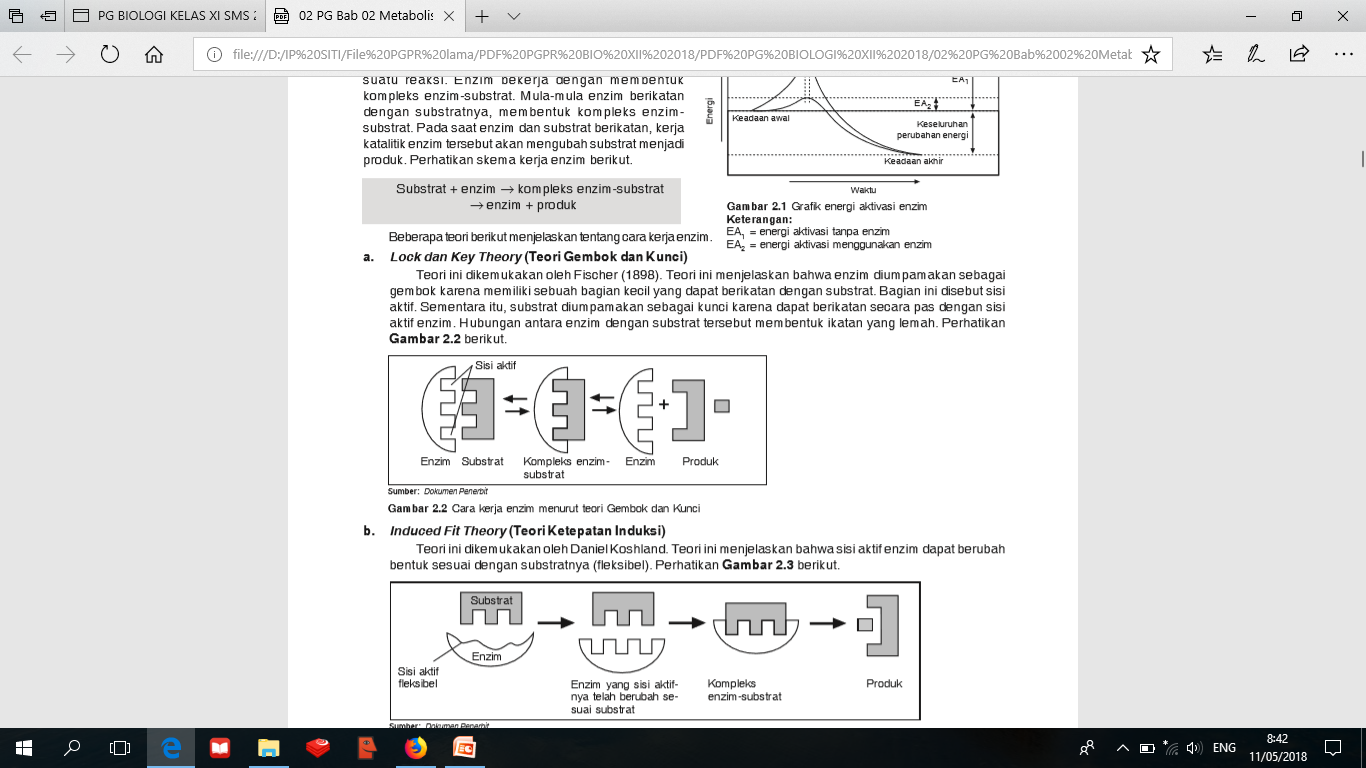 PG BIOLOGI KELAS XI SMS 2
02 PG Bab 02 Metabolis
file:///D:/IP%20SITI/File%20PGPR%20lama/PDF%20PGPR%20BIO%20XII%202018/PDF%20PG%20BIOLOGI%20XII%202018/02%20PG%20Bab%2002%20Metab
suatu reaksi. Enzim bekerja dengan membentuk
kompleks enzim-substrat. Mula-mula enzim berikatan
dengan substratnya, membentuk kompleks enzim-
substrat. Pada saat enzim dan substrat berikatan, kerja
katalitik enzim tersebut akan mengubah substrat menjadi
produk. Perhatikan skema kerja enzim berikut.
Substrat + enzim → kompleks enzim-substrat
→ enzim + produk
Energi
EA1
EA2
Keadaan awal
Keseluruhan
perubahan energi
Keadaan akhir
Waktu
Gambar 2.1 Grafik energi aktivasi enzim
Keterangan:
EA1 = energi aktivasi tanpa enzim
EA2 = energi aktivasi menggunakan enzim
Beberapa teori berikut menjelaskan tentang cara kerja enzim.
a. Lock dan Key Theory (Teori Gembok dan Kunci)
Teori ini dikemukakan oleh Fischer (1898). Teori ini menjelaskan bahwa enzim diumpamakan sebagai
gembok karena memiliki sebuah bagian kecil yang dapat berikatan dengan substrat. Bagian ini disebut sisi
aktif. Sementara itu, substrat diumpamakan sebagai kunci karena dapat berikatan secara pas dengan sisi
aktif enzim. Hubungan antara enzim dengan substrat tersebut membentuk ikatan yang lemah. Perhatikan
Gambar 2.2 berikut.
Sisi aktif
+
Enzim Substrat Kompleks enzim- Enzim Produk
substrat
Sumber: Dokumen Penerbit
Gambar 2.2 Cara kerja enzim menurut teori Gembok dan Kunci
b. Induced Fit Theory (Teori Ketepatan Induksi)
Teori ini dikemukakan oleh Daniel Koshland. Teori ini menjelaskan bahwa sisi aktif enzim dapat berubah
bentuk sesuai dengan substratnya (fleksibel). Perhatikan Gambar 2.3 berikut.
Substrat
Enzim
Sisi aktif
fleksibel
Enzim yang sisi aktif-
nya telah berubah se-
suai substrat
Kompleks
enzim-substrat
Produk
Sumber: Dokumen Penerbit
ENG
8:42
11/05/2018